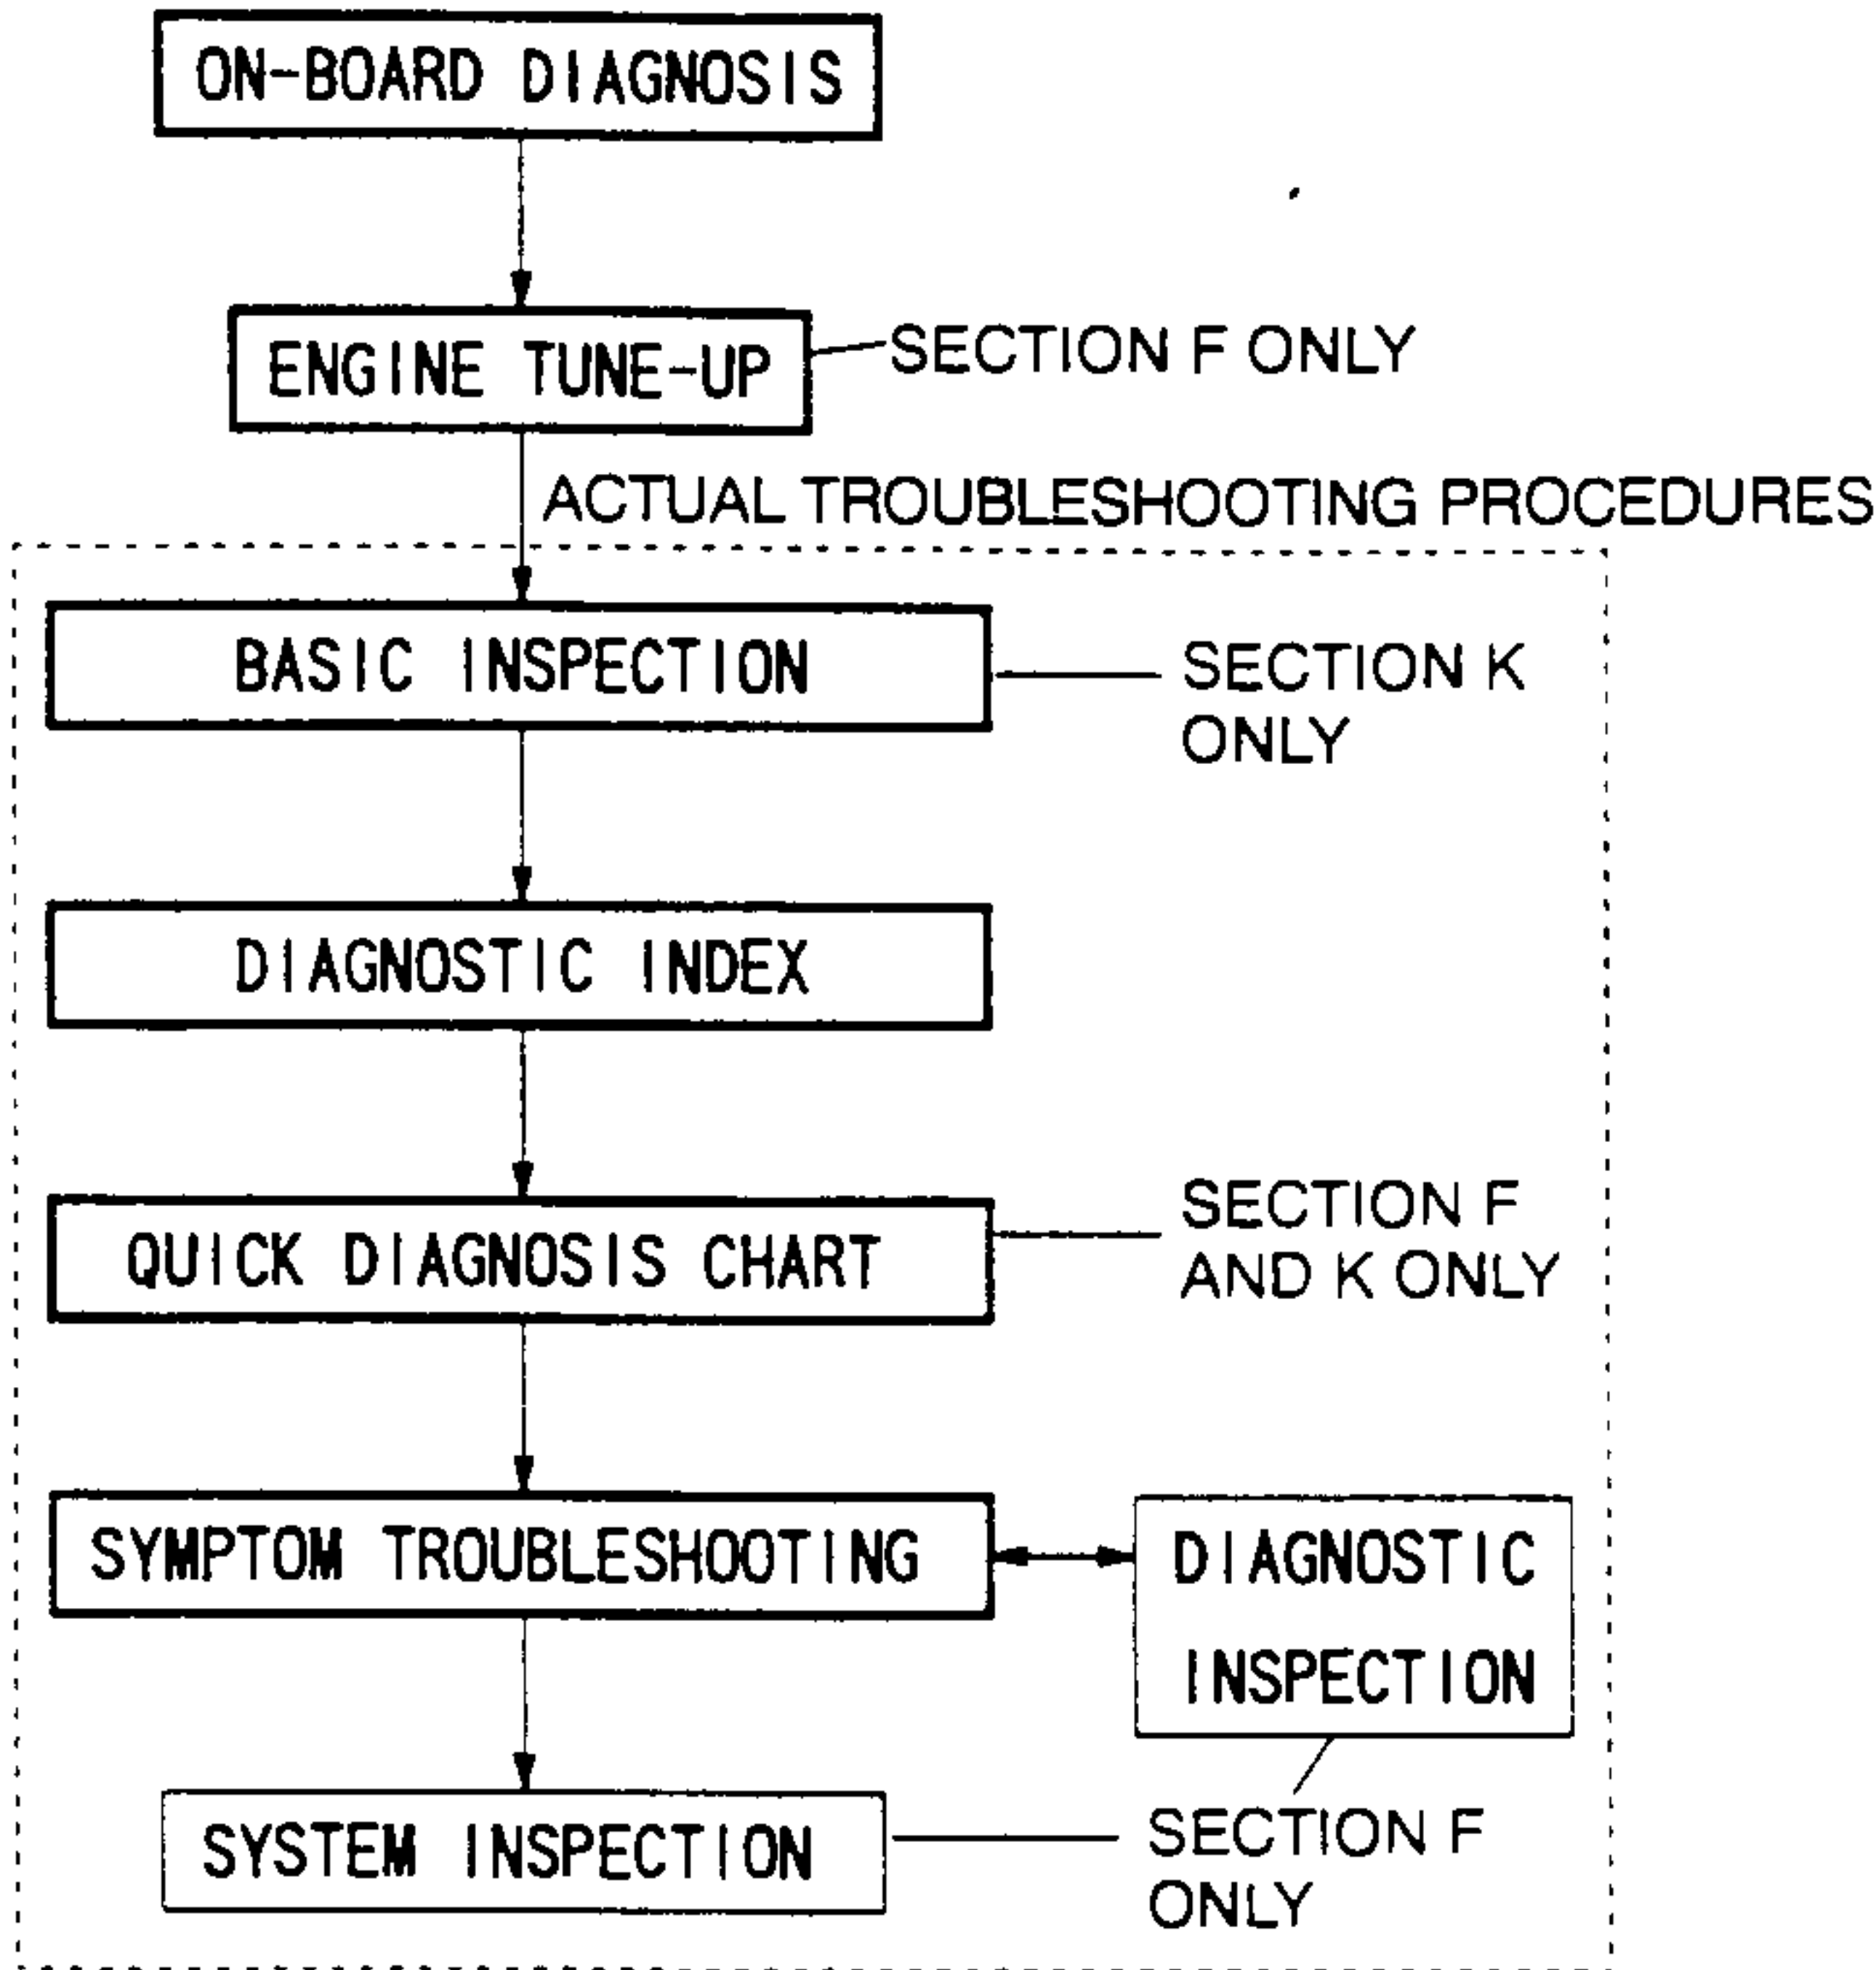 ON-BOARD DIAGNOSIS
ENGINE TUNE-UP
SECTION F ONLY
ACTUAL TROUBLESHOOTING PROCEDURES
BASIC INSPECTION
SECTION K
ONLY
DIAGNOSTIC INDEX
QUICK DIAGNOSIS CHART
SECTION F
AND K ONLY
SYMPTOM TROUBLESHOOTING
DIAGNOSTIC
INSPECTION
SYSTEM INSPECTION
SECTION F
ONLY